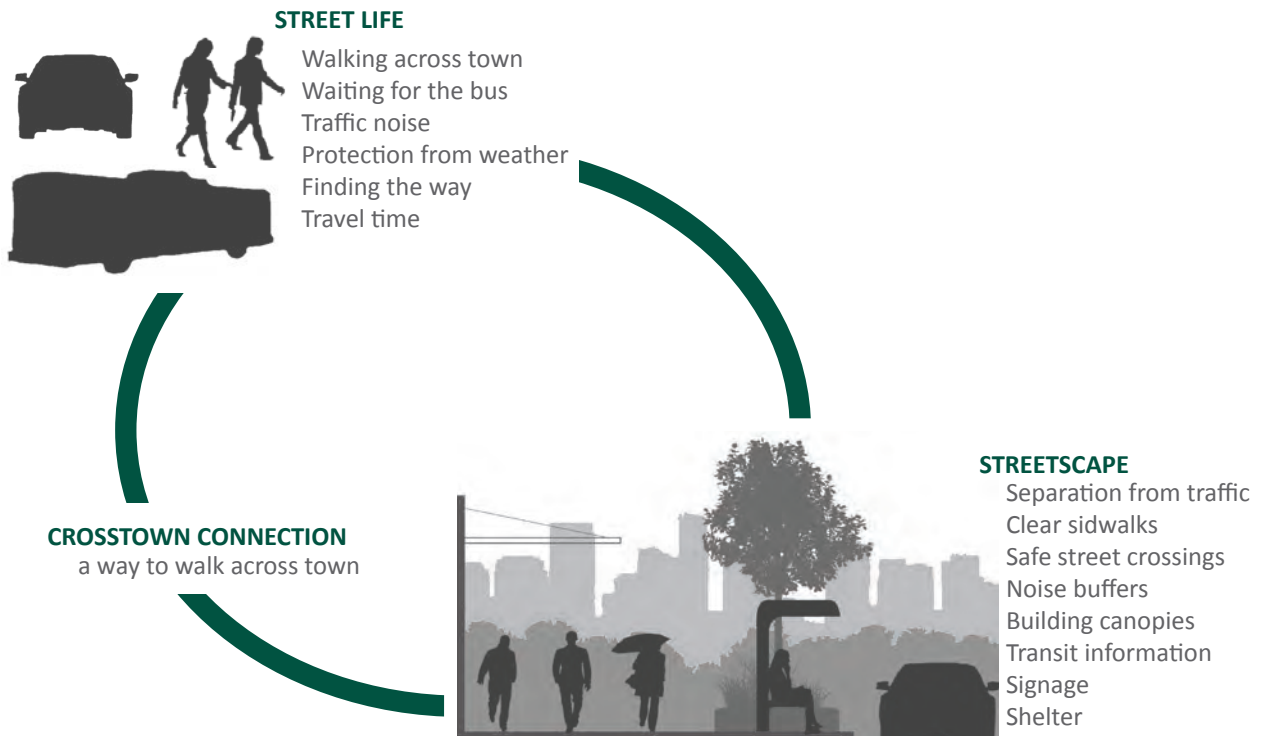 STREET LIFE
Walking across town
Waiting for the bus
Traffic noise
Protection from weather
Finding the way
Travel time
CROSSTOWN CONNECTION
a way to walk across town
STREETSCAPE
Separation from traffic
Clear sidwalks
Safe street crossings
Noise buffers
Building canopies
Transit information
Signage
Shelter